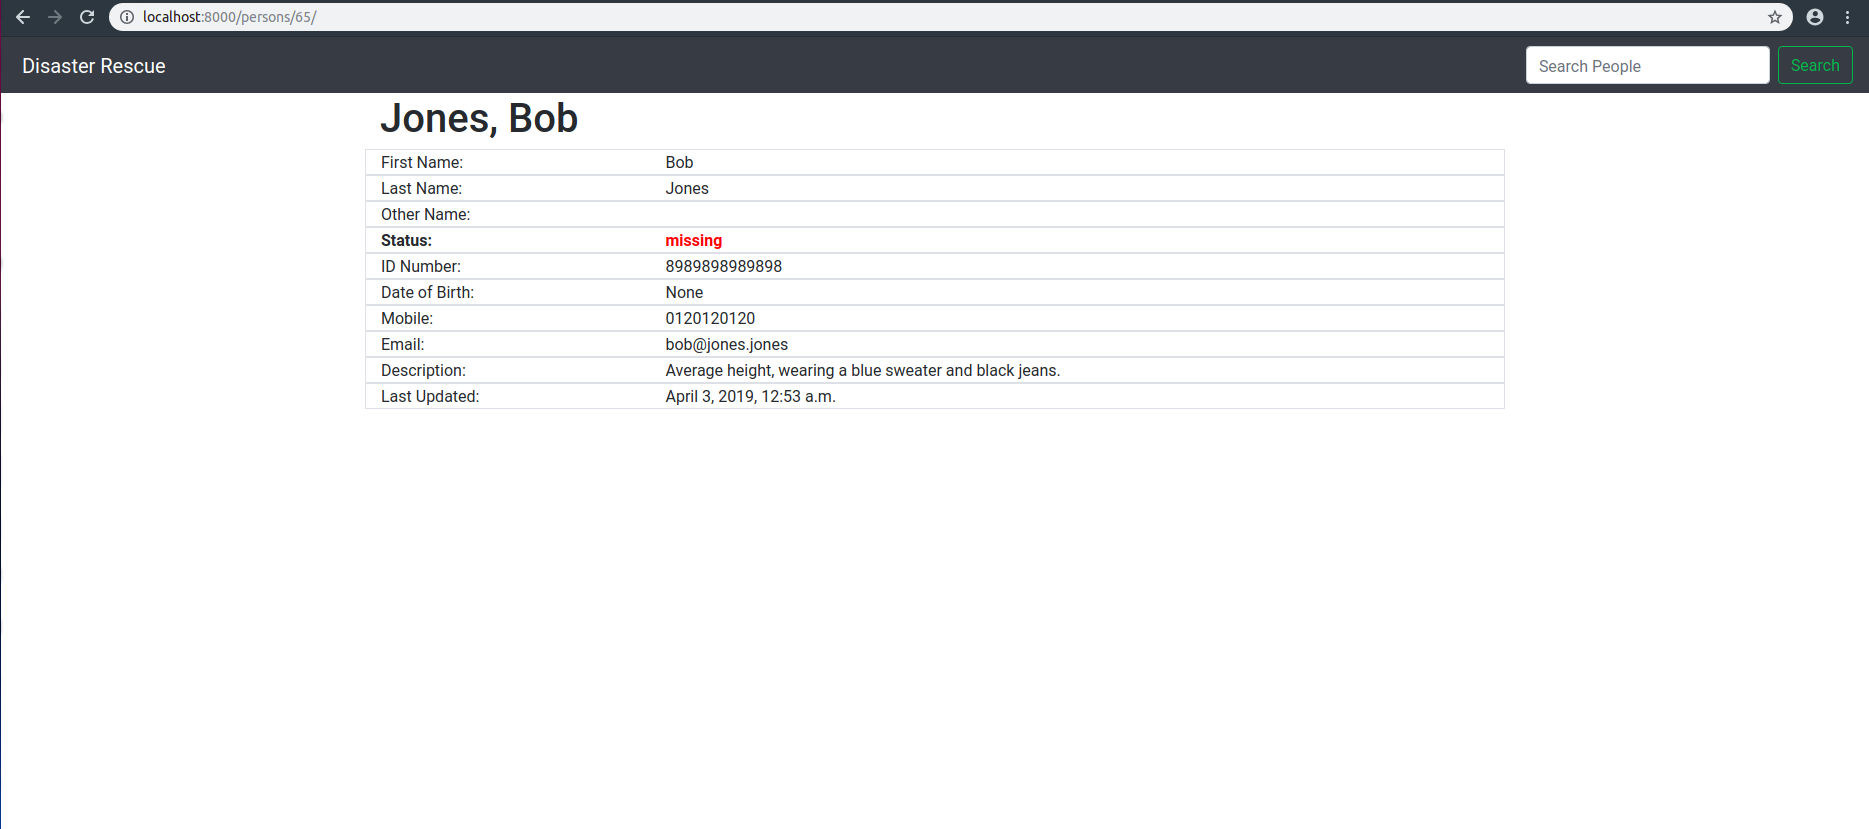 localhost:8000/persons/65/
Disaster Rescue
Search People
Search
Jones, Bob
First Name: Bob
Last Name: Jones
Other Name:
Status: missing
ID Number: 8989898989898
Date of Birth: None
Mobile: 0120120120
Email: bob@jones.jones
Description: Average height, wearing a blue sweater and black jeans.
Last Updated: April 3, 2019, 12:53 a.m.